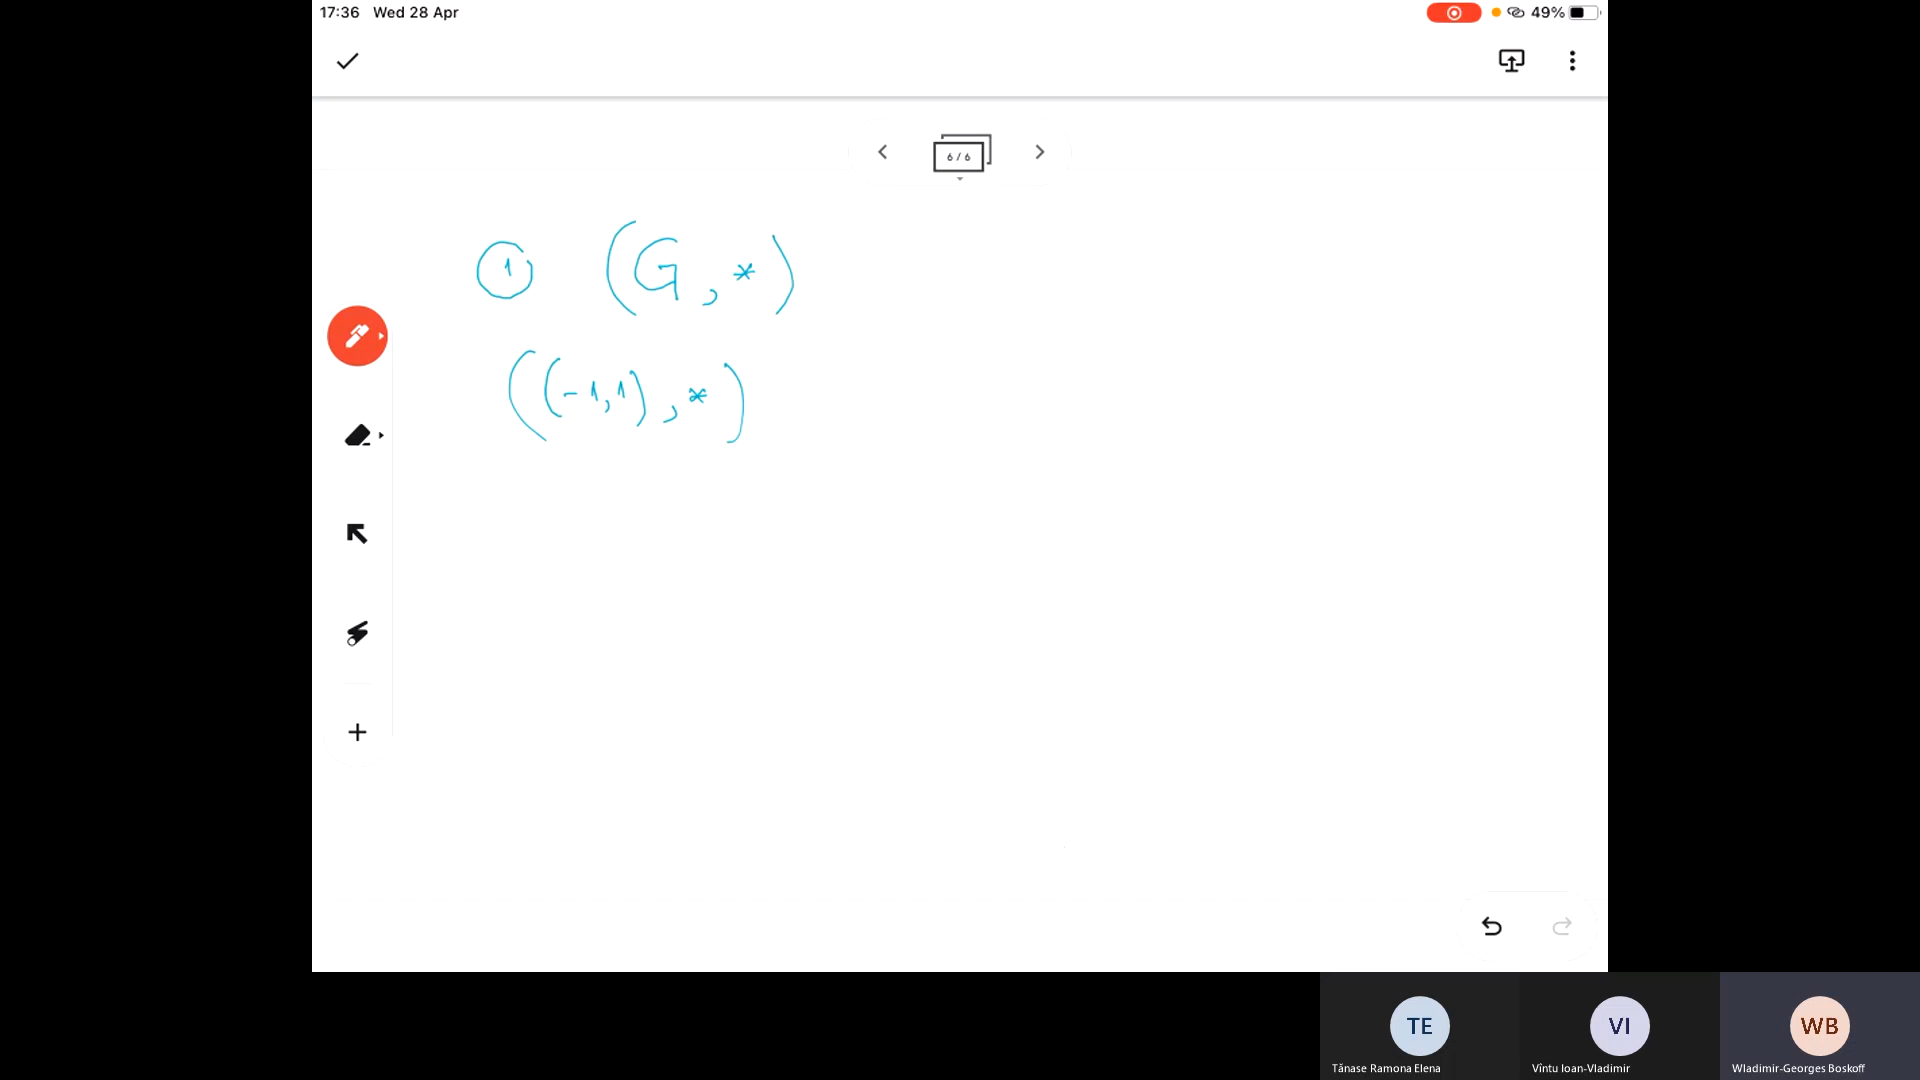 17:36 Wed 28 Apr
49%
6 / 6
① (G, *)
((-1,1), *)
TE
VI
WB
Tănase Ramona Elena
Vîntu Ioan-Vladimir
Wladimir-Georges Boskoff